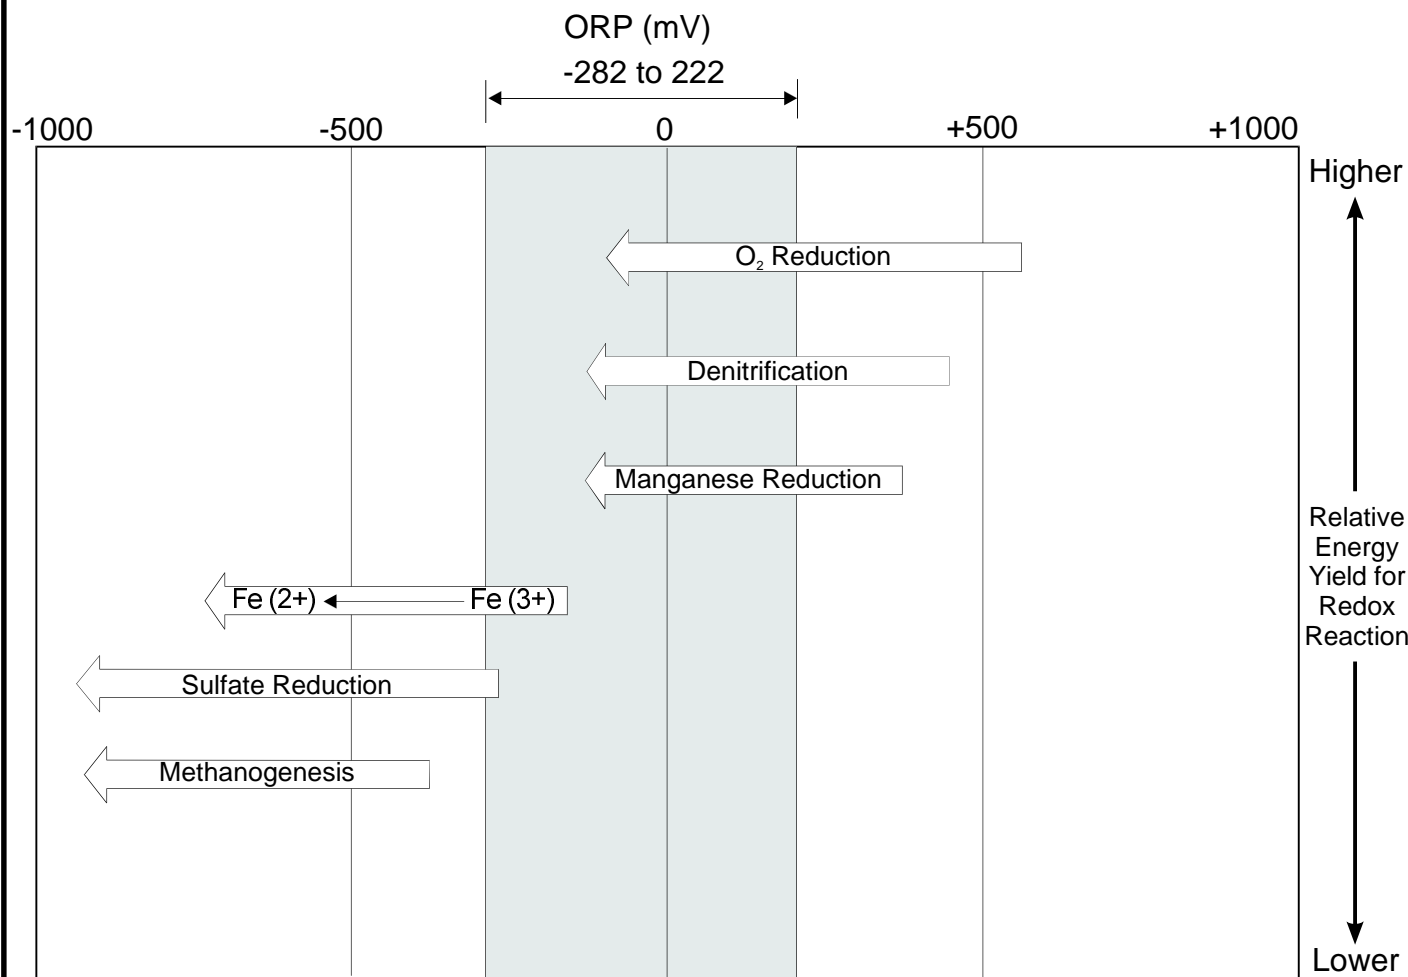 ORP (mV)
-282 to 222
-1000 -500 0 +500 +1000
Higher
O₂ Reduction
Denitrification
Manganese Reduction
Relative
Energy
Yield for
Redox
Reaction
Fe (2+) Fe (3+)
Sulfate Reduction
Methanogenesis
Lower